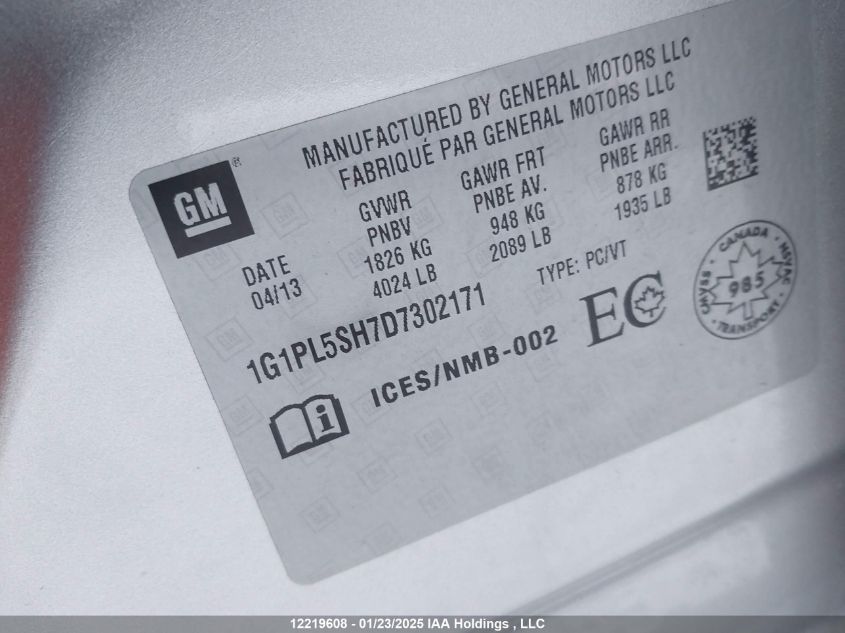 GM ®
MANUFACTURED BY GENERAL MOTORS LLC
FABRIQUÉ PAR GENERAL MOTORS LLC
DATE
04/13
GVWR
PNBV
1826 KG
4024 LB
GAWR FRT
PNBE AV.
948 KG
2089 LB
GAWR RR
PNBE ARR.
878 KG
1935 LB
1G1PL5SH7D7302171
TYPE: PC/VT
i
ICES/NMB-002
EC
CANADA
CMVSS
985
NSVAC
TRANSPORT
12219608 - 01/23/2025 IAA Holdings , LLC